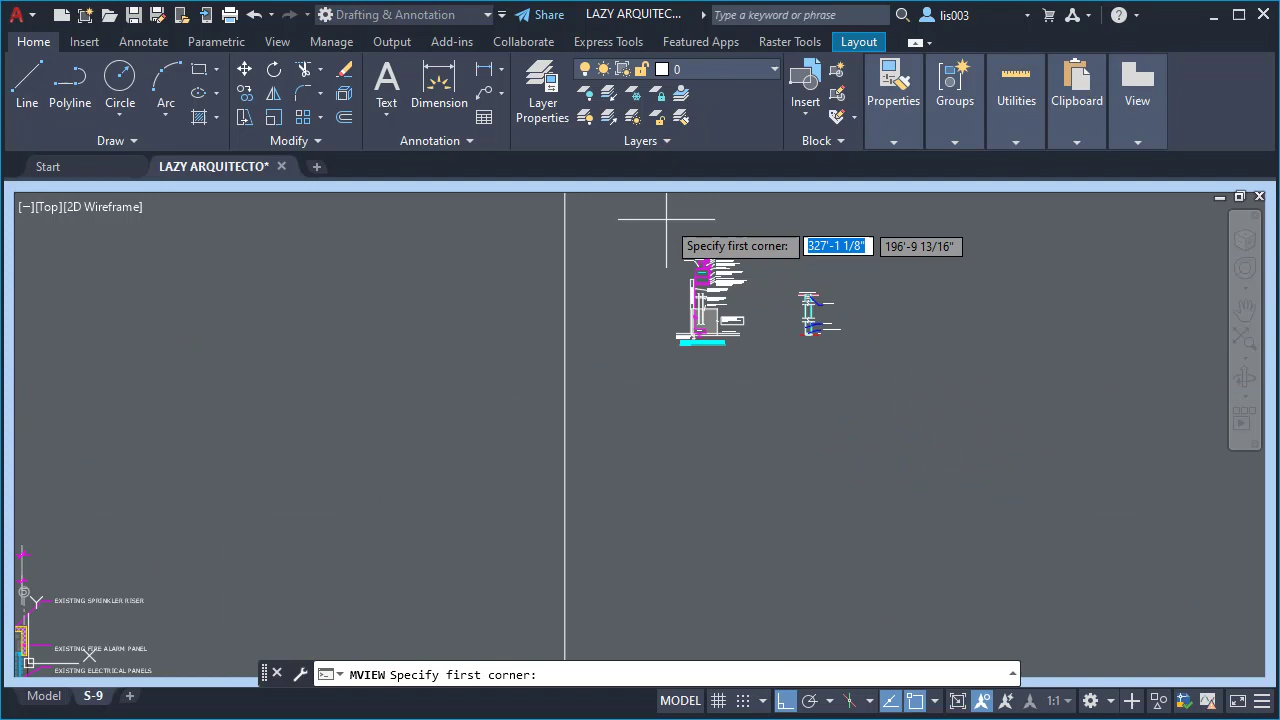 Drafting & Annotation
Share
LAZY ARQUITEC...
Type a keyword or phrase
lis003
Home Insert Annotate Parametric View Manage Output Add-ins Collaborate Express Tools Featured Apps Raster Tools Layout
Line Polyline Circle Arc
Text Dimension
Layer Properties
0
Insert
Properties Groups Utilities Clipboard View
Draw Modify Annotation Layers Block
Start LAZY ARQUITECTO*
[−][Top][2D Wireframe]
Specify first corner: 327'-1 1/8" 196'-9 13/16"
EXISTING SPRINKLER RISER
EXISTING FIRE ALARM PANEL
EXISTING ELECTRICAL PANELS
MVIEW Specify first corner:
Model S-9
MODEL 1:1